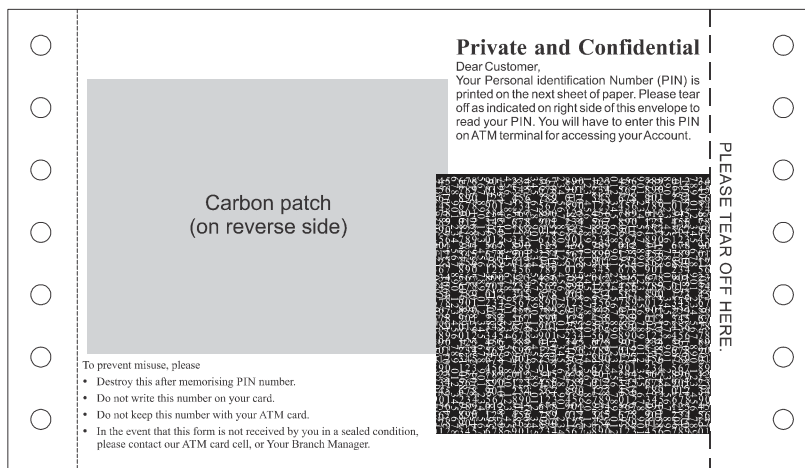 Private and Confidential
Dear Customer,
Your Personal identification Number (PIN) is
printed on the next sheet of paper. Please tear
off as indicated on right side of this envelope to
read your PIN. You will have to enter this PIN
on ATM terminal for accessing your Account.
Carbon patch
(on reverse side)
PLEASE TEAR OFF HERE.
To prevent misuse, please
• Destroy this after memorising PIN number.
• Do not write this number on your card.
• Do not keep this number with your ATM card.
• In the event that this form is not received by you in a sealed condition,
please contact our ATM card cell, or Your Branch Manager.